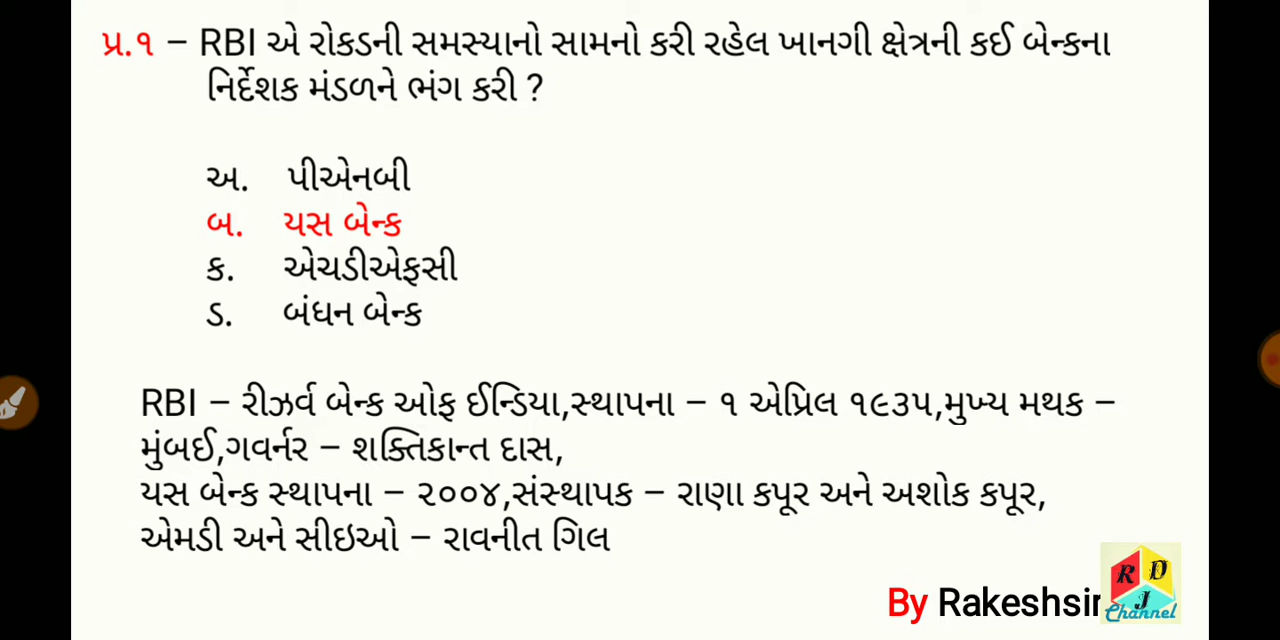 પ્ર.૧ – RBI એ રોકડની સમસ્યાનો સામનો કરી રહેલ ખાનગી ક્ષેત્રની કઈ બેન્કના
નિર્દેશક મંડળને ભંગ કરી ?
અ. પીએનબી
બ. યસ બેન્ક
ક. એચડીએફસી
ડ. બંધન બેન્ક
RBI – રીઝર્વ બેન્ક ઓફ ઈન્ડિયા,સ્થાપના – ૧ એપ્રિલ ૧૯૩૫,મુખ્ય મથક –
મુંબઈ,ગવર્નર – શક્તિકાન્ત દાસ,
યસ બેન્ક સ્થાપના – ૨૦૦૪,સંસ્થાપક – રાણા કપૂર અને અશોક કપૂર,
એમડી અને સીઇઓ – રાવનીત ગિલ
By Rakeshsir
R D J Channel